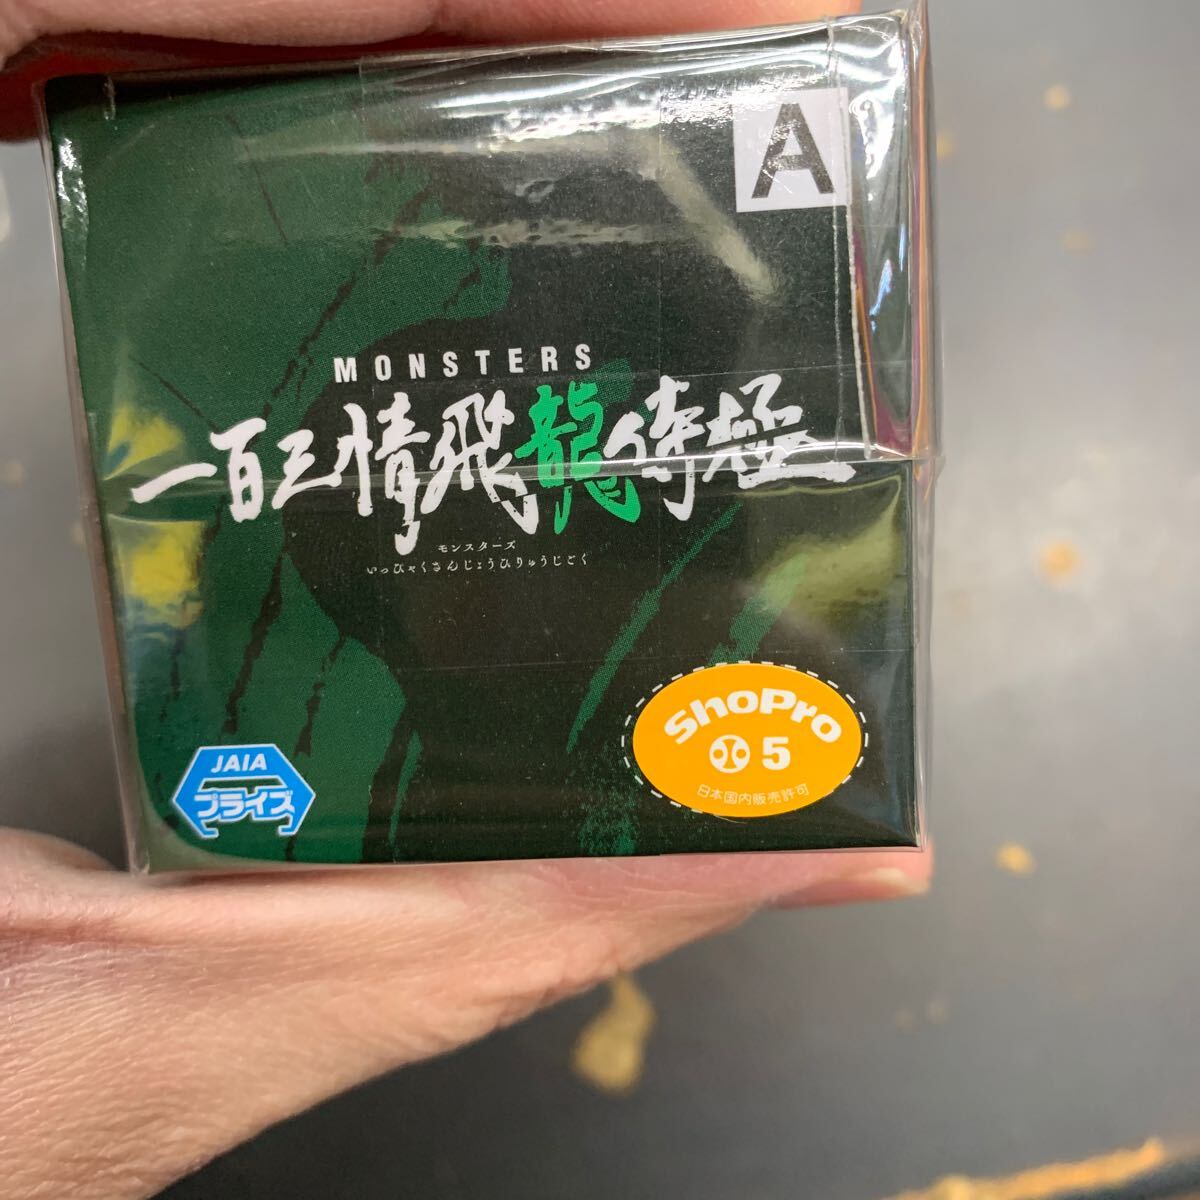 A
MONSTERS
一百三情飛龍侍極
モンスターズ
いっぴゃくさんじょうひりゅうじごく
JAIA
プライズ
ShoPro
5
日本国内販売許可